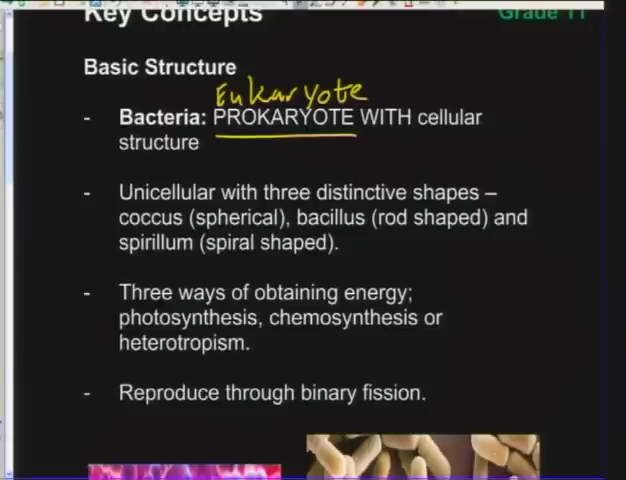 Key Concepts
Grade 11
Basic Structure
Eukaryote
- Bacteria: PROKARYOTE WITH cellular
structure
- Unicellular with three distinctive shapes –
coccus (spherical), bacillus (rod shaped) and
spirillum (spiral shaped).
- Three ways of obtaining energy;
photosynthesis, chemosynthesis or
heterotropism.
- Reproduce through binary fission.